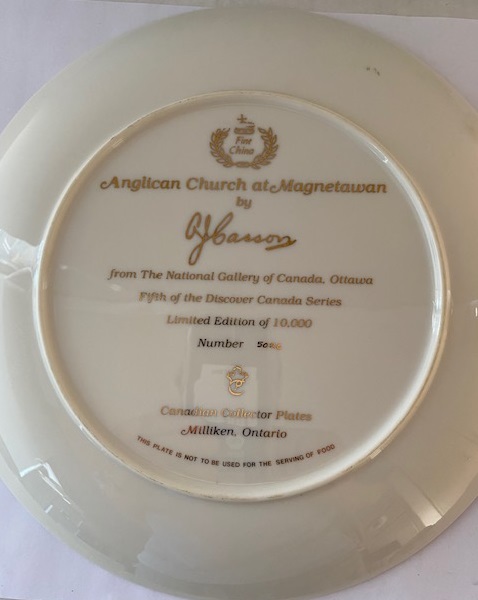 Fine
China
Anglican Church at Magnetawan
by
AJCasson
from The National Gallery of Canada, Ottawa
Fifth of the Discover Canada Series
Limited Edition of 10,000
Number
Canadian Collector Plates
Milliken, Ontario
THIS PLATE IS NOT TO BE USED FOR THE SERVING OF FOOD